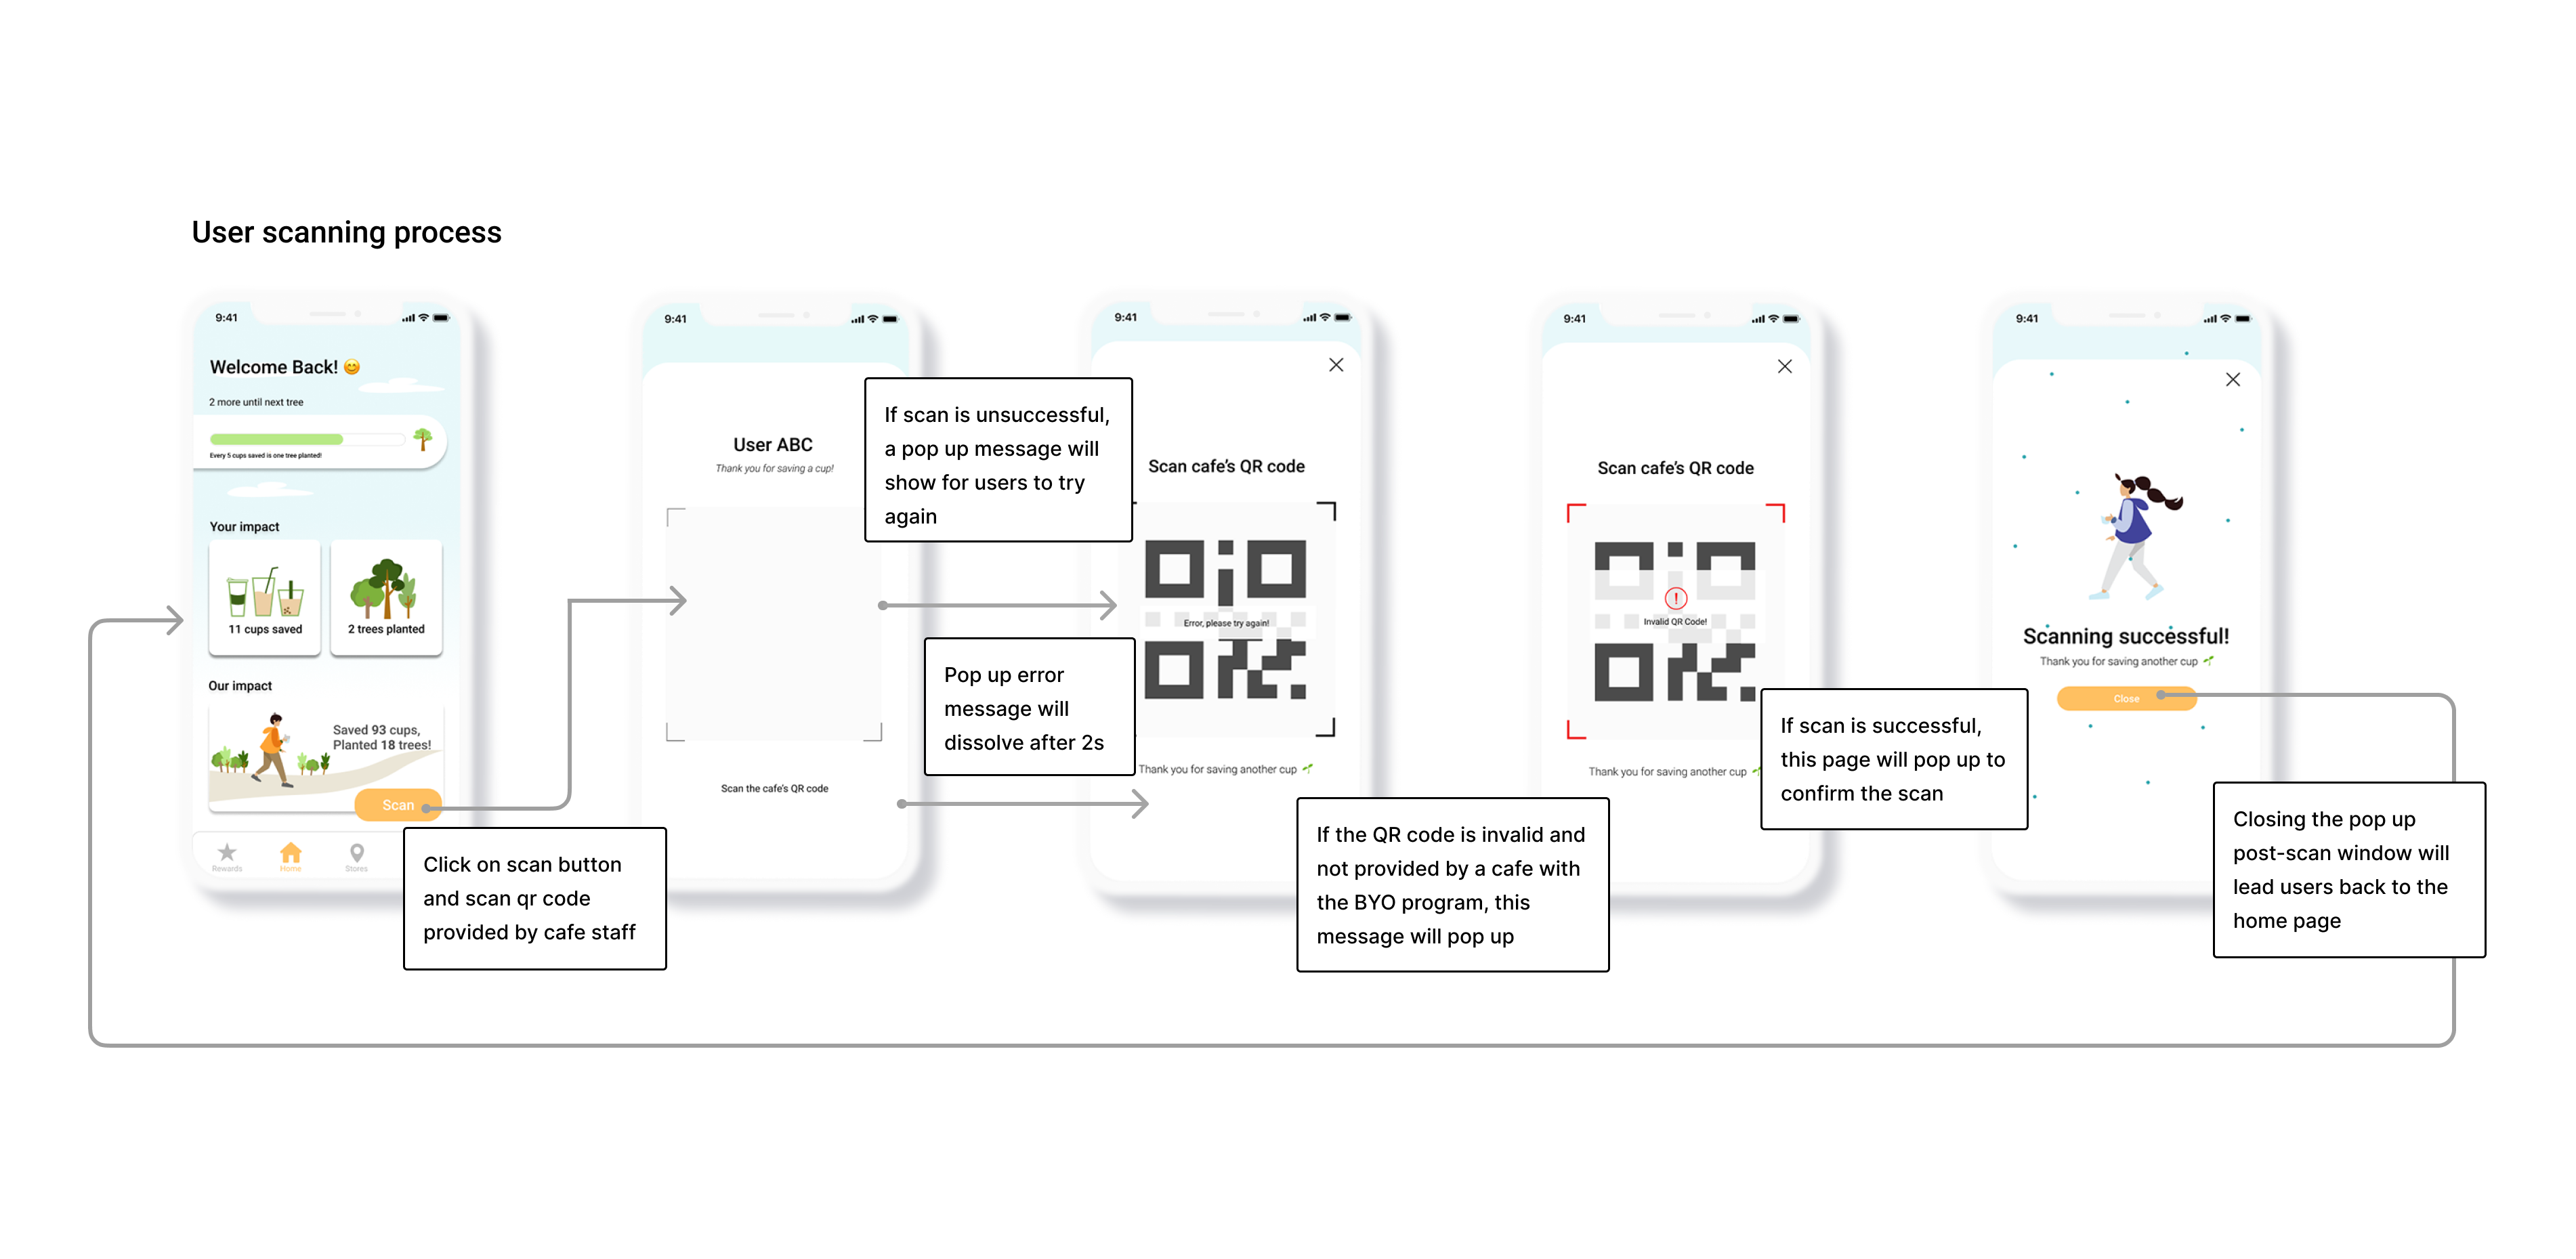 User scanning process
9:41
Welcome Back! 😊
2 more until next tree
Every 5 cups saved is one tree planted!
Your impact
11 cups saved
2 trees planted
Our impact
Saved 93 cups,
Planted 18 trees!
Scan
Rewards
Home
Stores
Click on scan button
and scan qr code
provided by cafe staff
9:41
User ABC
Thank you for saving a cup!
Scan the cafe's QR code
If scan is unsuccessful,
a pop up message will
show for users to try
again
Pop up error
message will
dissolve after 2s
9:41
Scan cafe's QR code
Error, please try again!
Thank you for saving another cup 🌱
If the QR code is invalid and
not provided by a cafe with
the BYO program, this
message will pop up
9:41
Scan cafe's QR code
Invalid QR Code!
Thank you for saving another cup
If scan is successful,
this page will pop up to
confirm the scan
9:41
Scanning successful!
Thank you for saving another cup 🌱
Close
Closing the pop up
post-scan window will
lead users back to the
home page